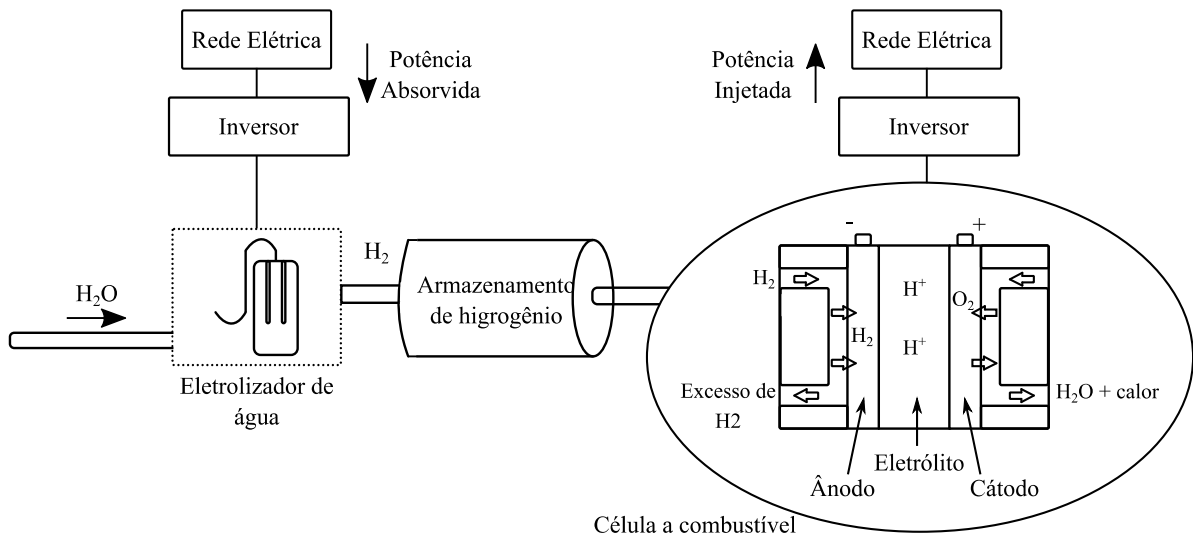 Rede Elétrica
Potência
Absorvida
Inversor
Rede Elétrica
Potência
Injetada
Inversor
H₂O
Eletrolizador de
água
H₂
Armazenamento
de higrogênio
-
+
H₂
H⁺
O₂
H₂
H⁺
Excesso de
H2
H₂O + calor
Eletrólito
Ânodo
Cátodo
Célula a combustível